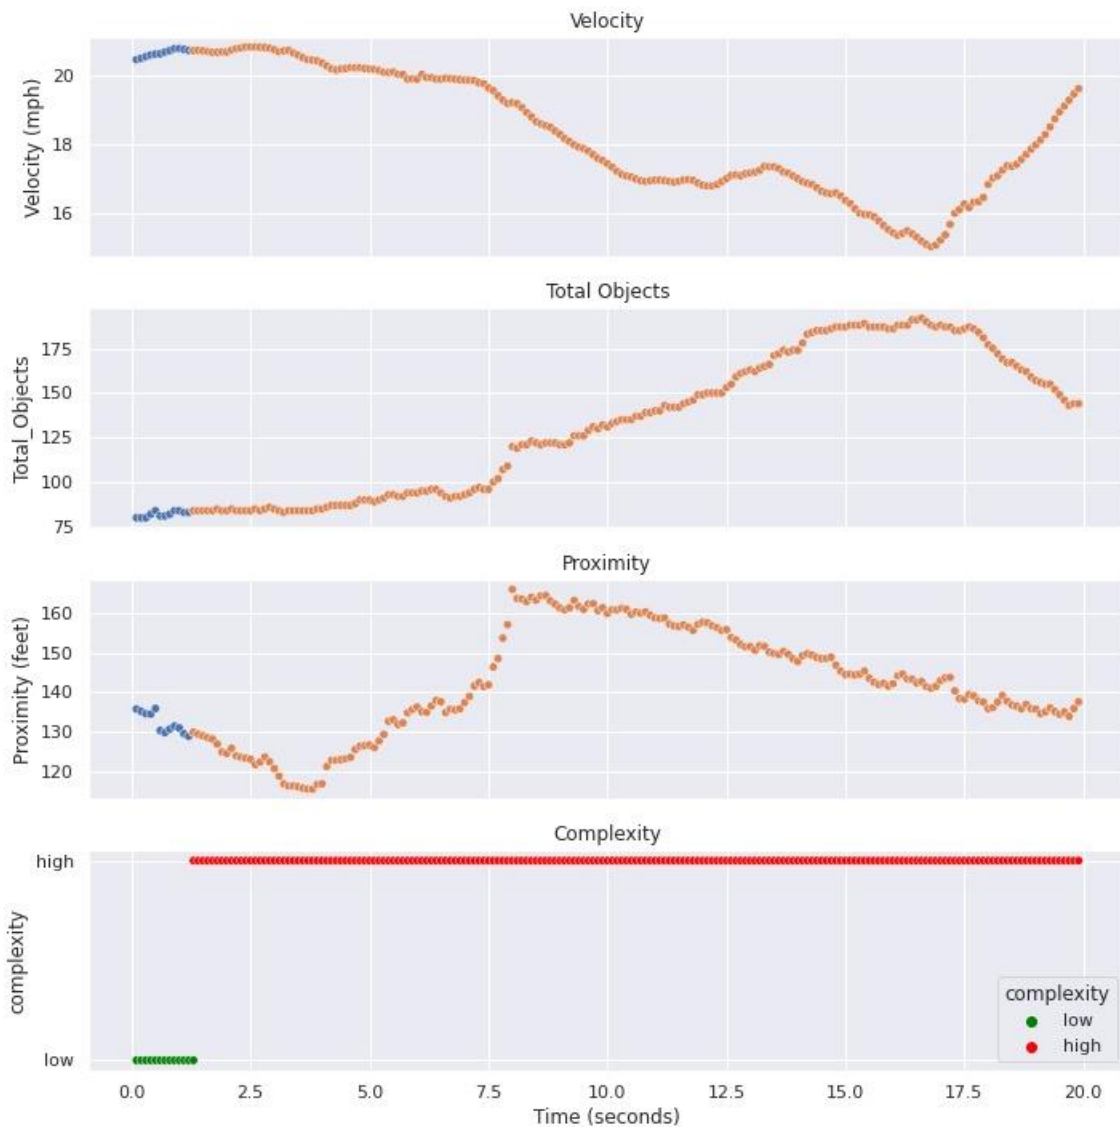 Velocity
20
18
16
Velocity (mph)
Total Objects
175
150
125
100
75
Total_Objects
Proximity
160
150
140
130
120
Proximity (feet)
Complexity
high
low
complexity
complexity
low
high
0.0 2.5 5.0 7.5 10.0 12.5 15.0 17.5 20.0
Time (seconds)